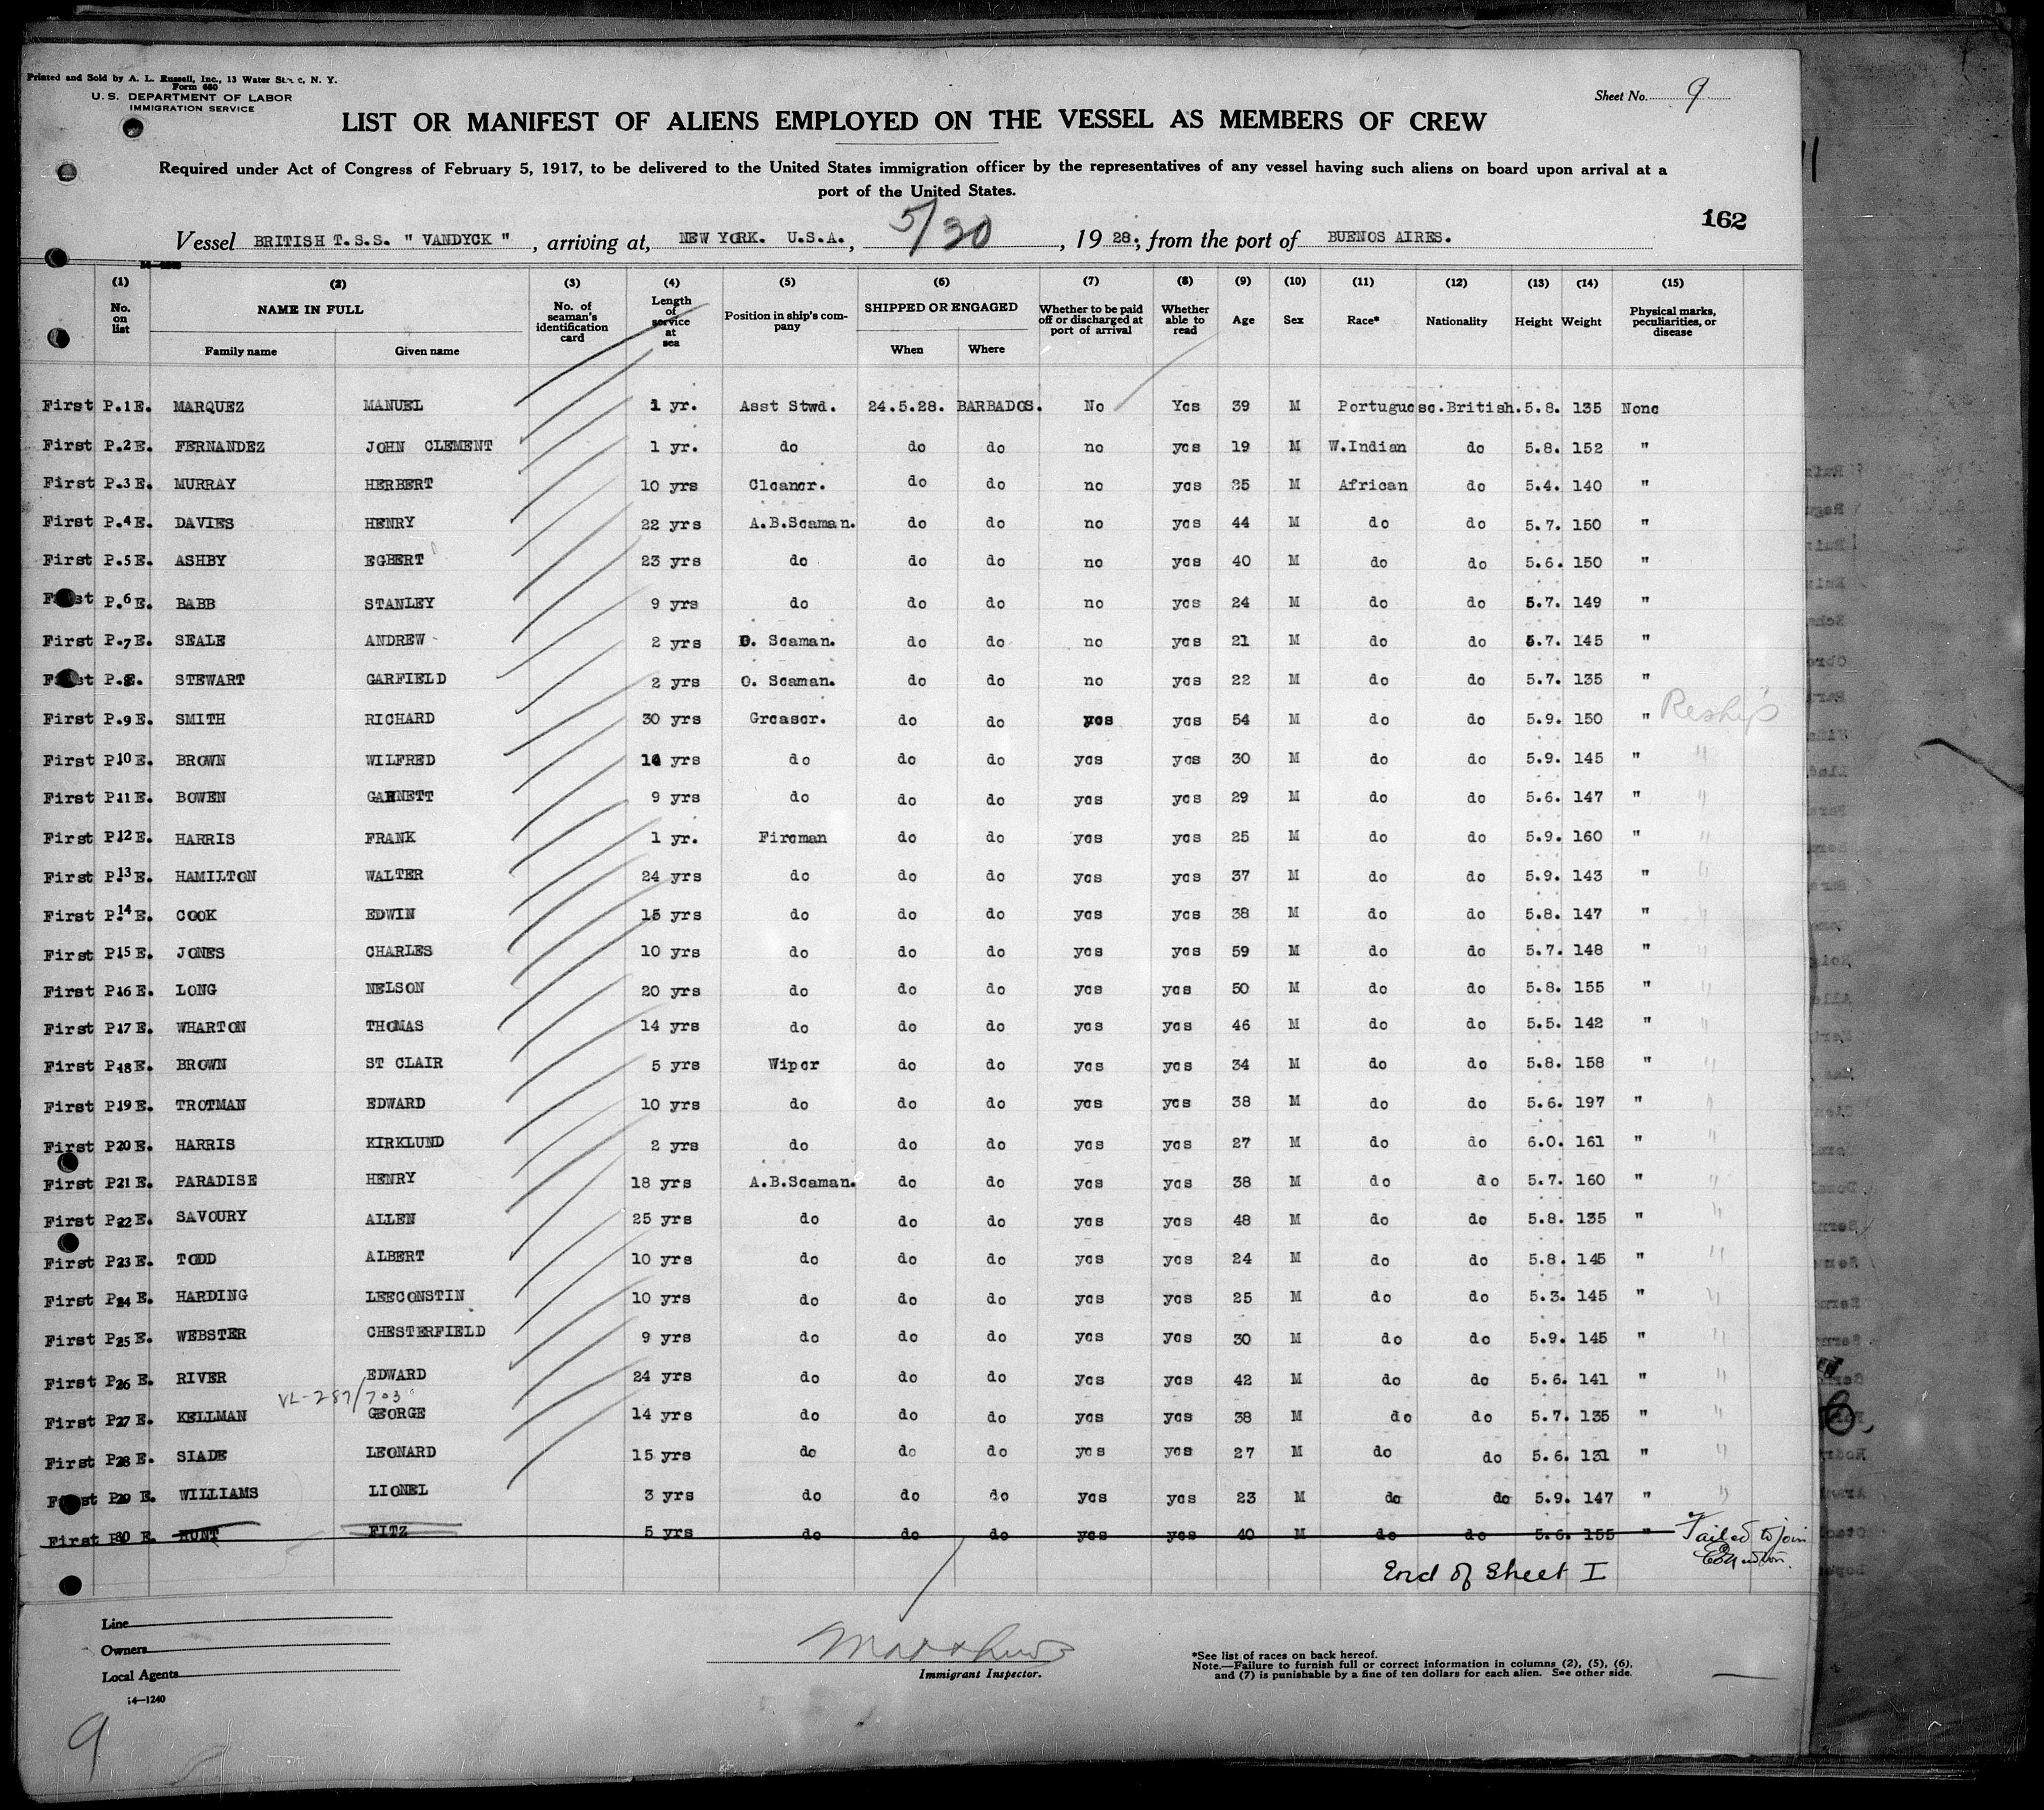 Printed and Sold by A. L. Russell, Inc., 13 Water St., N. Y.
Form 680
U. S. DEPARTMENT OF LABOR
IMMIGRATION SERVICE
Sheet No. 9
LIST OR MANIFEST OF ALIENS EMPLOYED ON THE VESSEL AS MEMBERS OF CREW
Required under Act of Congress of February 5, 1917, to be delivered to the United States immigration officer by the representatives of any vessel having such aliens on board upon arrival at a
port of the United States.
162
Vessel BRITISH T.S.S. " VANDYCK " , arriving at, NEW YORK. U.S.A., 5/30 , 19 28, from the port of BUENOS AIRES.
(1) (2) (3) (4) (5) (6) (7) (8) (9) (10) (11) (12) (13) (14) (15)
No. on list NAME IN FULL Family name Given name No. of seaman's identification card Length of service at sea Position in ship's company SHIPPED OR ENGAGED When Where Whether to be paid off or discharged at port of arrival Whether able to read Age Sex Race* Nationality Height Weight Physical marks, peculiarities, or disease
First P.1 E. MARQUEZ MANUEL 1 yr. Asst Stwd. 24.5.28. BARBADOS. No Yes 39 M Portuguese. British. 5.8. 135 None
First P.2 E. FERNANDEZ JOHN CLEMENT 1 yr. do do do no yes 19 M W.Indian do 5.8. 152 "
First P.3 E. MURRAY HERBERT 10 yrs Cleaner. do do no yes 25 M African do 5.4. 140 "
First P.4 E. DAVIES HENRY 22 yrs A.B.Seaman. do do no yes 44 M do do 5.7. 150 "
First P.5 E. ASHBY EGBERT 23 yrs do do do no yes 40 M do do 5.6. 150 "
First P.6 E. BABB STANLEY 9 yrs do do do no yes 24 M do do 5.7. 149 "
First P.7 E. SEALE ANDREW 2 yrs O. Seaman. do do no yes 21 M do do 5.7. 145 "
First P.8. STEWART GARFIELD 2 yrs O. Seaman. do do no yes 22 M do do 5.7. 135 "
First P.9 E. SMITH RICHARD 30 yrs Greaser. do do yes yes 54 M do do 5.9. 150 " Reship's
First P.10 E. BROWN WILFRED 14 yrs do do do yes yes 30 M do do 5.9. 145 " "
First P.11 E. BOWEN GARNETT 9 yrs do do do yes yes 29 M do do 5.6. 147 " "
First P.12 E. HARRIS FRANK 1 yr. Fireman do do yes yes 25 M do do 5.9. 160 " "
First P.13 E. HAMILTON WALTER 24 yrs do do do yes yes 37 M do do 5.9. 143 " "
First P.14 E. COOK EDWIN 15 yrs do do do yes yes 38 M do do 5.8. 147 " "
First P.15 E. JONES CHARLES 10 yrs do do do yes yes 59 M do do 5.7. 148 " "
First P.16 E. LONG NELSON 20 yrs do do do yes yes 50 M do do 5.8. 155 " "
First P.17 E. WHARTON THOMAS 14 yrs do do do yes yes 46 M do do 5.5. 142 " "
First P.18 E. BROWN ST CLAIR 5 yrs Wiper do do yes yes 34 M do do 5.8. 158 " "
First P.19 E. TROTMAN EDWARD 10 yrs do do do yes yes 38 M do do 5.6. 197 " "
First P.20 E. HARRIS KIRKLUND 2 yrs do do do yes yes 27 M do do 6.0. 161 " "
First P.21 E. PARADISE HENRY 18 yrs A.B.Seaman. do do yes yes 38 M do do 5.7. 160 " "
First P.22 E. SAVOURY ALLEN 25 yrs do do do yes yes 48 M do do 5.8. 135 " "
First P.23 E. TODD ALBERT 10 yrs do do do yes yes 24 M do do 5.8. 145 " "
First P.24 E. HARDING LEECONSTIN 10 yrs do do do yes yes 25 M do do 5.3. 145 " "
First P.25 E. WEBSTER CHESTERFIELD 9 yrs do do do yes yes 30 M do do 5.9. 145 " "
First P.26 E. RIVER EDWARD 24 yrs do do do yes yes 42 M do do 5.6. 141 " "
VL-287/703
First P.27 E. KELLMAN GEORGE 14 yrs do do do yes yes 38 M do do 5.7. 135 " "
First P.28 E. SIADE LEONARD 15 yrs do do do yes yes 27 M do do 5.6. 131 " "
First P.29 E. WILLIAMS LIONEL 3 yrs do do do yes yes 23 M do do 5.9. 147 " "
First P.30 E. HUNT FITZ 5 yrs do do do yes yes 40 M do do 5.6. 155 " Failed to join
End of Sheet I
Line
Owners
Local Agents
14—1240
Immigrant Inspector.
*See list of races on back hereof.
Note.—Failure to furnish full or correct information in columns (2), (5), (6),
and (7) is punishable by a fine of ten dollars for each alien. See other side.
9